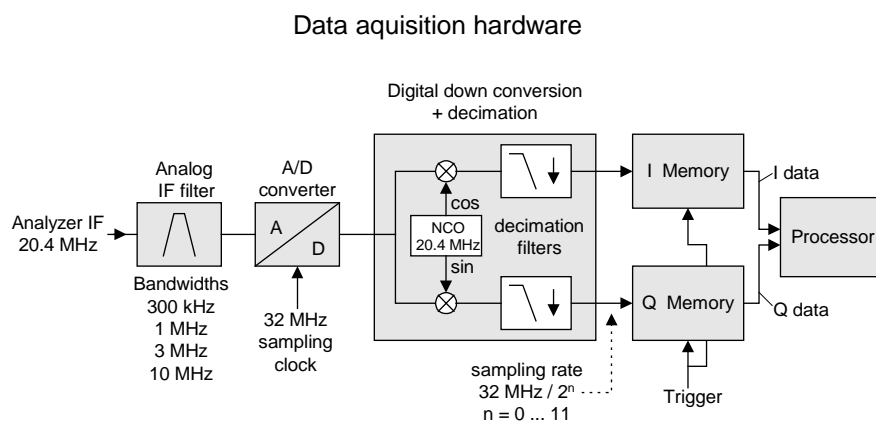 Data aquisition hardware
Digital down conversion
+ decimation
Analog
IF filter
A/D
converter
Analyzer IF
20.4 MHz
A
D
cos
NCO
20.4 MHz
sin
decimation
filters
I Memory
I data
Processor
Q Memory
Q data
Bandwidths
300 kHz
1 MHz
3 MHz
10 MHz
32 MHz
sampling
clock
sampling rate
32 MHz / 2ⁿ
n = 0 ... 11
Trigger